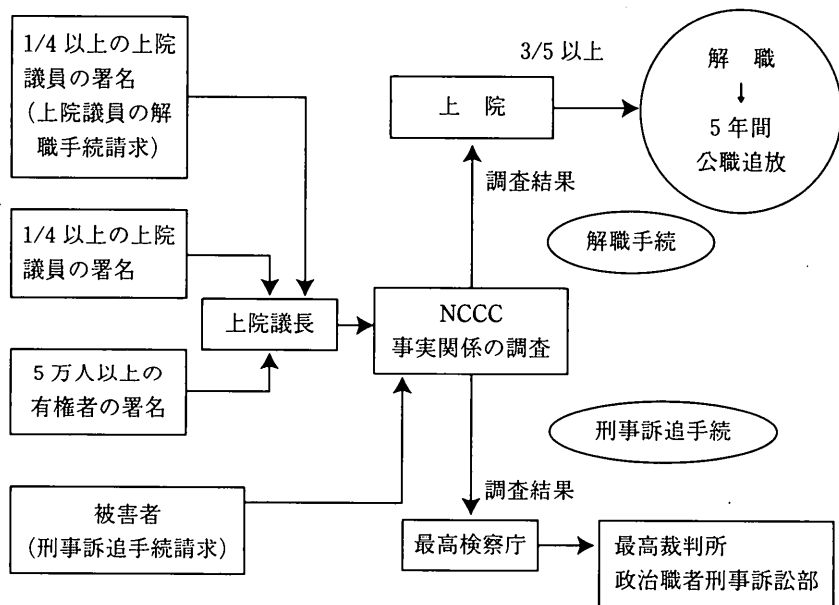 1/4 以上の上院
議員の署名
(上院議員の解
職手続請求)
1/4 以上の上院
議員の署名
5 万人以上の
有権者の署名
被害者
(刑事訴追手続請求)
上院議長
NCCC
事実関係の調査
調査結果
上 院
3/5 以上
解 職
5 年間
公職追放
解職手続
刑事訴追手続
調査結果
最高検察庁
最高裁判所
政治職者刑事訴訟部